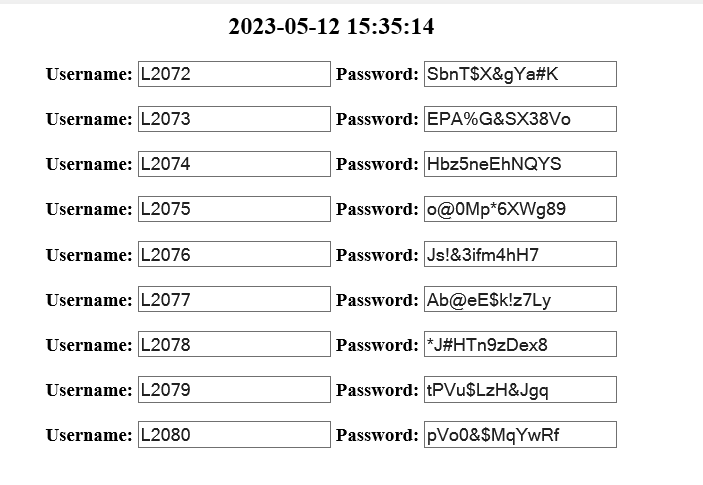 2023-05-12 15:35:14
Username: L2072 Password: SbnT$X&gYa#K
Username: L2073 Password: EPA%G&SX38Vo
Username: L2074 Password: Hbz5neEhNQYS
Username: L2075 Password: o@0Mp*6XWg89
Username: L2076 Password: Js!&3ifm4hH7
Username: L2077 Password: Ab@eE$k!z7Ly
Username: L2078 Password: *J#HTn9zDex8
Username: L2079 Password: tPVu$LzH&Jgq
Username: L2080 Password: pVo0&$MqYwRf